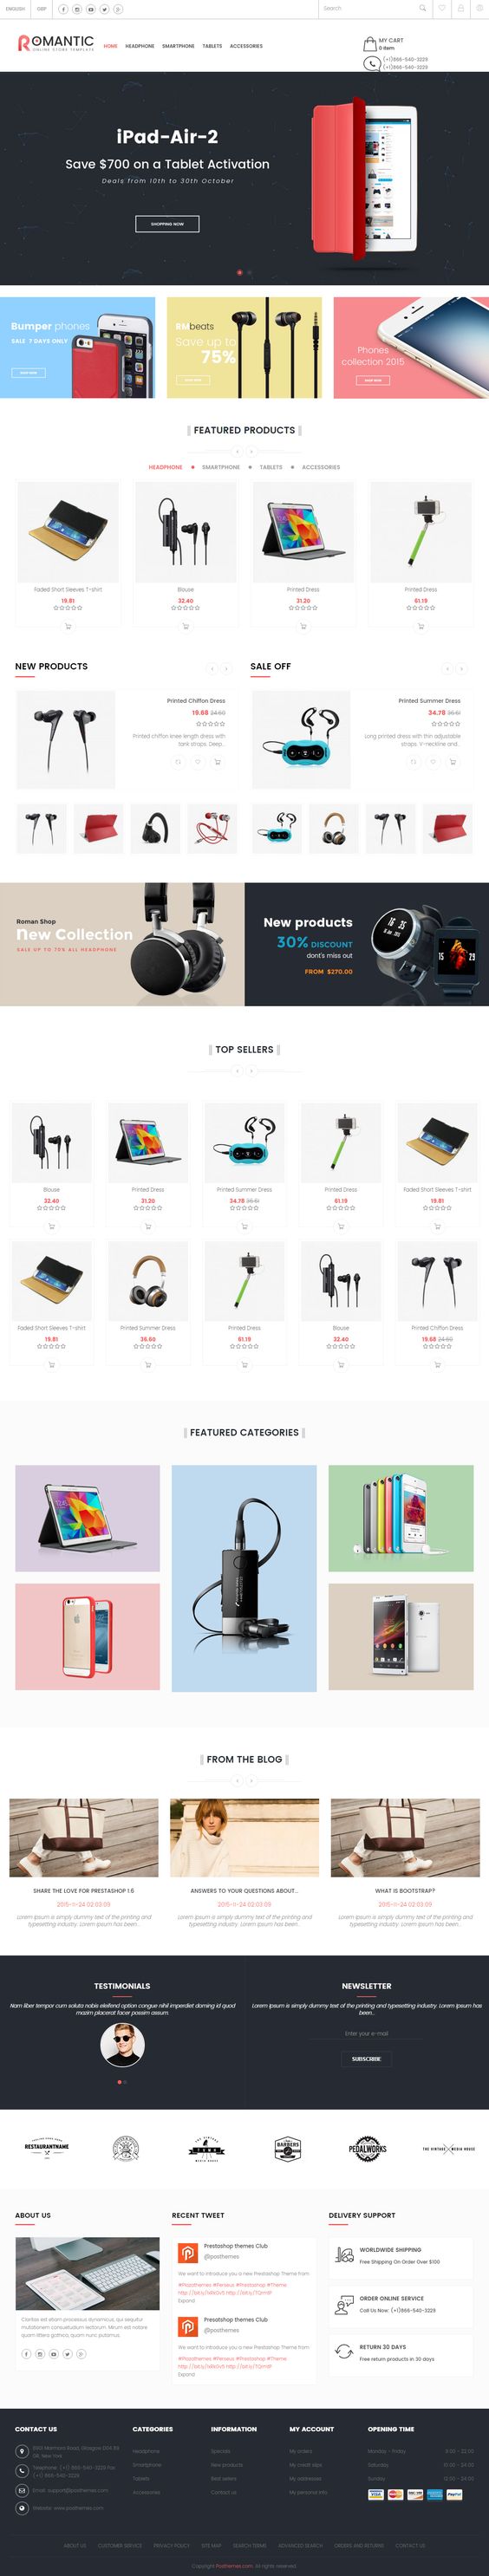 ENGLISH GBP
Search
ROMANTIC
ONLINE STORE TEMPLATE
HOME HEADPHONE SMARTPHONE TABLETS ACCESSORIES
MY CART
0 item
(+1)866-540-3229
(+1)866-540-3229
iPad-Air-2
Save $700 on a Tablet Activation
Deals from 10th to 30th October
SHOPPING NOW
Bumper phones
SALE 7 DAYS ONLY
RMbeats
Save up to
75%
Phones
collection 2015
FEATURED PRODUCTS
HEADPHONE SMARTPHONE TABLETS ACCESSORIES
Faded Short Sleeves T-shirt
19.81
Blouse
32.40
Printed Dress
31.20
Printed Dress
61.19
NEW PRODUCTS
Printed Chiffon Dress
19.68 24.60
Printed chiffon knee length dress with
tank straps. Deep...
SALE OFF
Printed Summer Dress
34.78 36.61
Long printed dress with thin adjustable
straps. V-neckline and...
Roman Shop
new Collection
SALE UP TO 70% ALL HEADPHONE
New products
30% DISCOUNT
dont's miss out
FROM $270.00
TOP SELLERS
Blouse
32.40
Printed Dress
31.20
Printed Summer Dress
34.78 36.61
Printed Dress
61.19
Faded Short Sleeves T-shirt
19.81
Faded Short Sleeves T-shirt
19.81
Printed Summer Dress
36.60
Printed Dress
61.19
Blouse
32.40
Printed Chiffon Dress
19.68 24.60
FEATURED CATEGORIES
FROM THE BLOG
SHARE THE LOVE FOR PRESTASHOP 1.6
2015-11-24 02:03:09
Lorem Ipsum is simply dummy text of the printing and
typesetting industry. Lorem Ipsum has been...
ANSWERS TO YOUR QUESTIONS ABOUT...
2015-11-24 02:03:09
Lorem Ipsum is simply dummy text of the printing and
typesetting industry. Lorem Ipsum has been...
WHAT IS BOOTSTRAP?
2015-11-24 02:03:09
Lorem Ipsum is simply dummy text of the printing and
typesetting industry. Lorem Ipsum has been...
TESTIMONIALS
Nam liber tempor cum soluta nobis eleifend option congue nihil imperdiet doming id quod
mazim placerat facer possim assum.
NEWSLETTER
Lorem Ipsum is simply dummy text of the printing and typesetting industry. Lorem Ipsum has
been...
Enter your e-mail
SUBSCRIBE
RESTAURANTNAME
BARBERS
PEDALWORKS
THE VINTAGE MEDIA HOUSE
ABOUT US
Claritas est etiam processus dynamicus, qui sequitur
mutationem consuetudium lectorum. Mirum est notare
quam littera gothica, quam nunc putamus.
RECENT TWEET
Prestashop themes Club
@posthemes
We want to introduce you a new Prestashop Theme from
#Posthemes #Perseus #Prestashop #Theme
Expand
Prestashop themes Club
@posthemes
We want to introduce you a new Prestashop Theme from
#Posthemes #Perseus #Prestashop #Theme
Expand
DELIVERY SUPPORT
WORLDWIDE SHIPPING
Free Shipping On Order Over $100
ORDER ONLINE SERVICE
Call Us Now: (+1)866-540-3229
RETURN 30 DAYS
Free return products in 30 days
CONTACT US
8901 Marmora Road, Glasgow D04 89
GR, New York
Telephone: (+1) 866-540-3229 Fax:
(+1) 866-540-3229
Email: support@posthemes.com
Website: www.posthemes.com
CATEGORIES
Headphone
Smartphone
Tablets
Accessories
INFORMATION
Specials
New products
Best sellers
Contact us
MY ACCOUNT
My orders
My credit slips
My addresses
My personal info
OPENING TIME
Monday - Friday
Saturday
Sunday
VISA
PayPal
ABOUT US CUSTOMER SERVICE PRIVACY POLICY SITE MAP SEARCH TERMS ADVANCED SEARCH ORDERS AND RETURNS CONTACT US
Copyright Posthemes.com. All rights reserved.